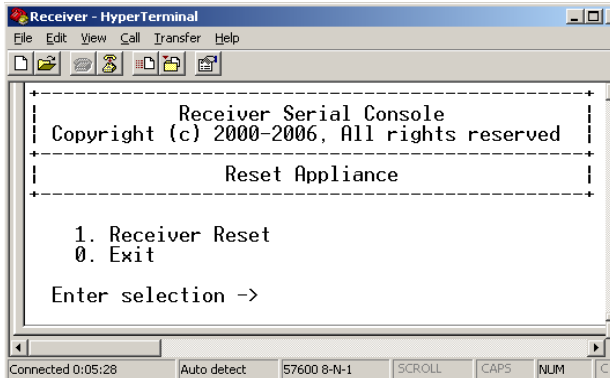 Receiver - HyperTerminal
File Edit View Call Transfer Help
Receiver Serial Console
Copyright (c) 2000-2006, All rights reserved
Reset Appliance
1. Receiver Reset
0. Exit
Enter selection ->
Connected 0:05:28 Auto detect 57600 8-N-1 SCROLL CAPS NUM C